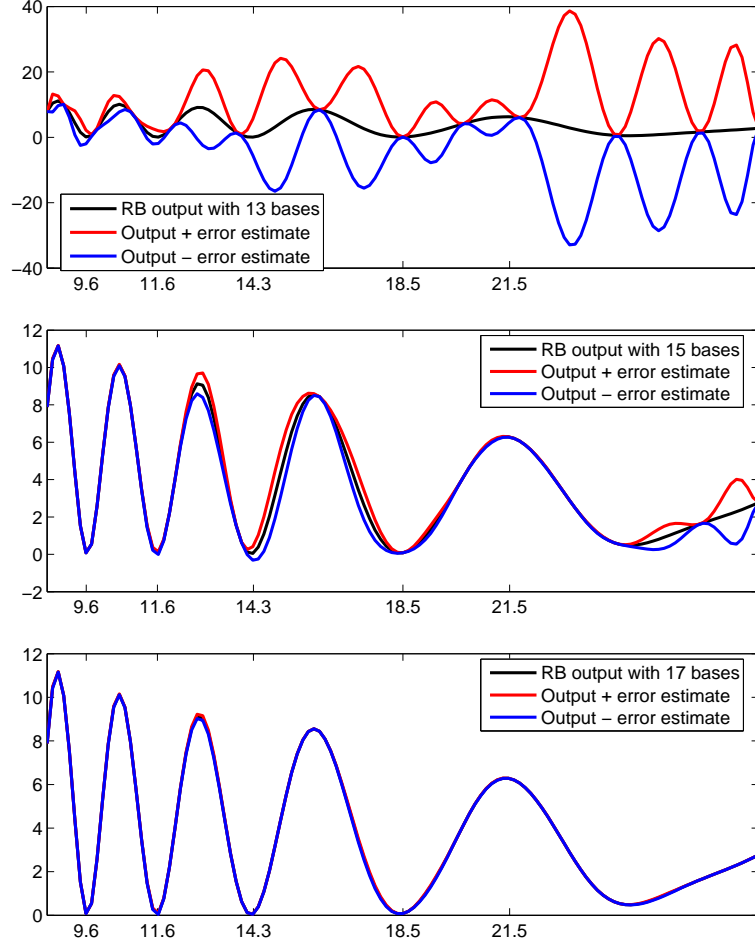 40
20
0
−20
−40
RB output with 13 bases
Output + error estimate
Output − error estimate
9.6 11.6 14.3 18.5 21.5
12
10
8
6
4
2
0
−2
RB output with 15 bases
Output + error estimate
Output − error estimate
9.6 11.6 14.3 18.5 21.5
12
10
8
6
4
2
0
RB output with 17 bases
Output + error estimate
Output − error estimate
9.6 11.6 14.3 18.5 21.5